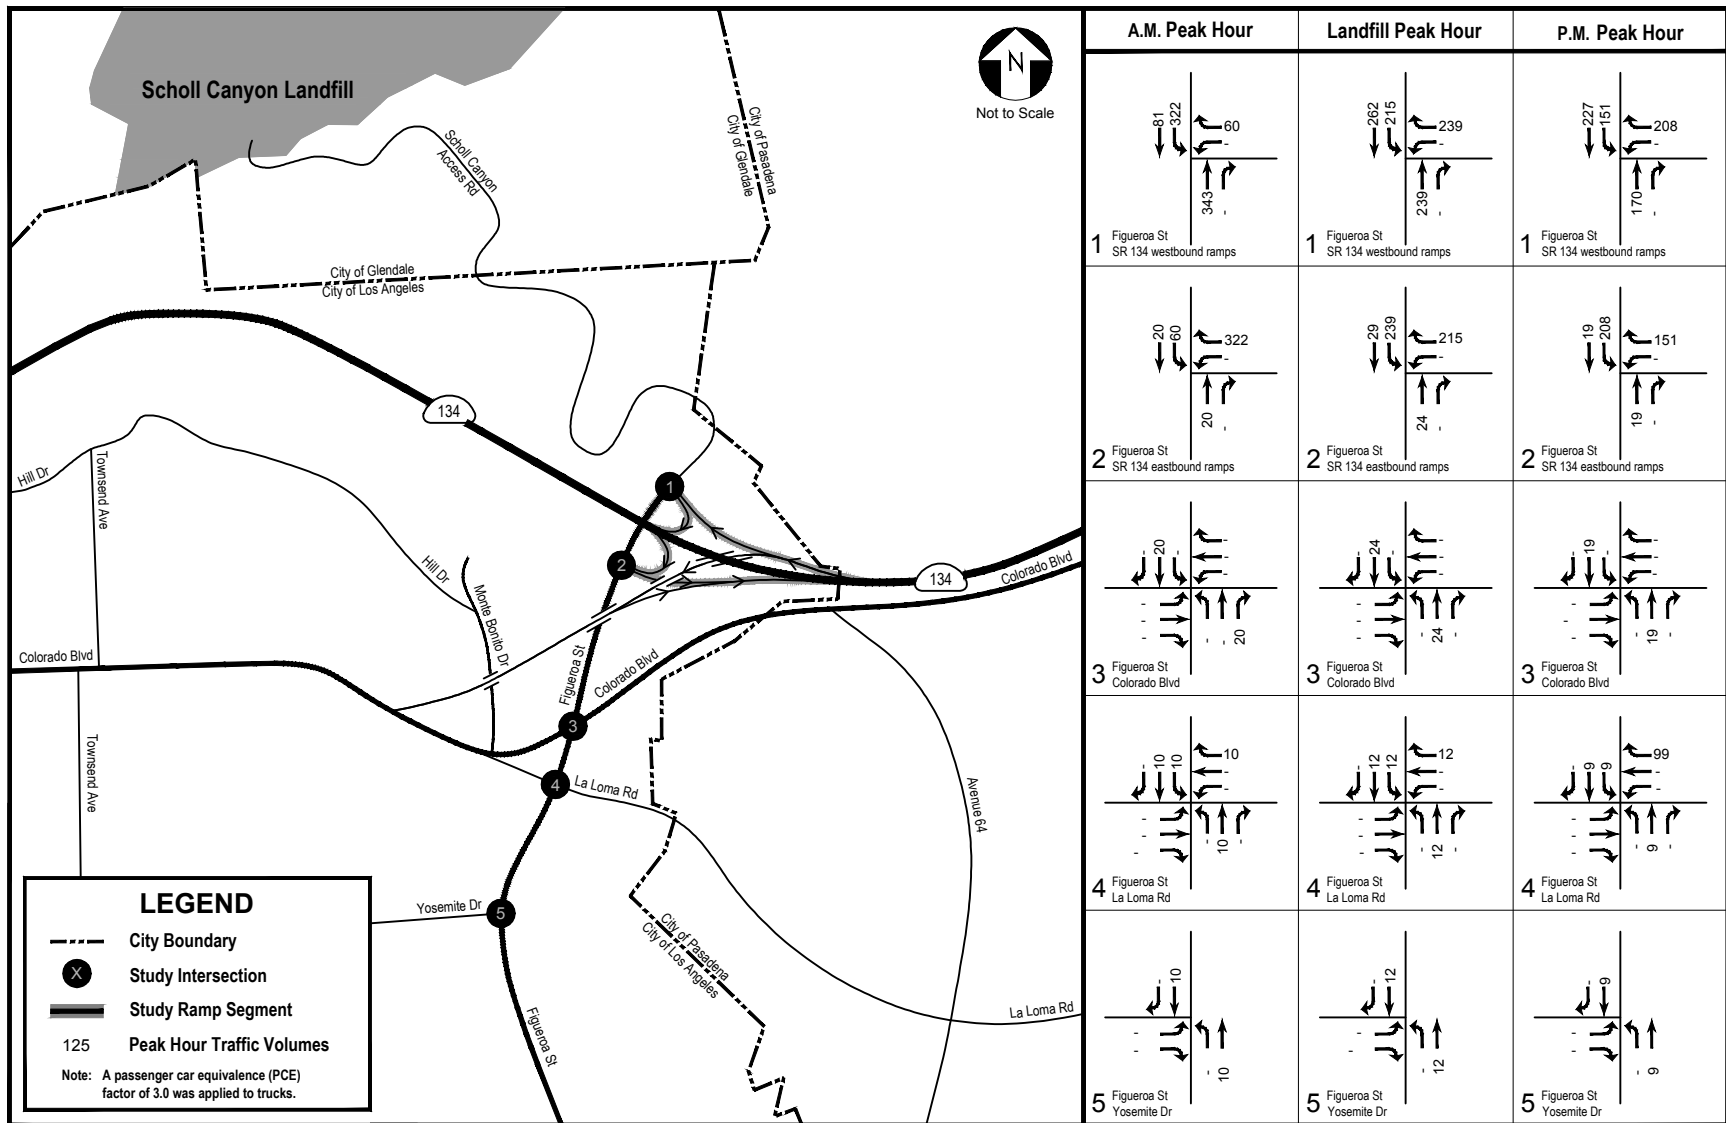 Scholl Canyon Landfill
N
Not to Scale
City of Pasadena
City of Glendale
Scholl Canyon
Access Rd
City of Glendale
City of Los Angeles
134
Hill Dr
Townsend Ave
1
2
Hill Dr
Monte Bonito Dr
134
Colorado Blvd
Colorado Blvd
Figueroa St
Colorado Blvd
3
4
La Loma Rd
Townsend Ave
Avenue 64
Yosemite Dr
5
City of Pasadena
City of Los Angeles
La Loma Rd
Figueroa St
LEGEND
City Boundary
X
Study Intersection
Study Ramp Segment
125
Peak Hour Traffic Volumes
Note: A passenger car equivalence (PCE)
factor of 3.0 was applied to trucks.
A.M. Peak Hour
Landfill Peak Hour
P.M. Peak Hour
81 322
60
-
343 -
1 Figueroa St
SR 134 westbound ramps
262 215
239
-
239 -
1 Figueroa St
SR 134 westbound ramps
227 151
208
-
170 -
1 Figueroa St
SR 134 westbound ramps
20 60
322
-
20 -
2 Figueroa St
SR 134 eastbound ramps
29 239
215
-
24 -
2 Figueroa St
SR 134 eastbound ramps
19 208
151
-
19 -
2 Figueroa St
SR 134 eastbound ramps
- 20 -
-
-
-
-
-
-
- - 20
3 Figueroa St
Colorado Blvd
- 24 -
-
-
-
-
-
-
- 24 -
3 Figueroa St
Colorado Blvd
- 19 -
-
-
-
-
-
-
- 19 -
3 Figueroa St
Colorado Blvd
- 10 10
10
-
-
-
-
-
- 10 -
4 Figueroa St
La Loma Rd
- 12 12
12
-
-
-
-
-
- 12 -
4 Figueroa St
La Loma Rd
- 9 9
99
-
-
-
-
-
- 9 -
4 Figueroa St
La Loma Rd
- 10
-
-
- 10
5 Figueroa St
Yosemite Dr
- 12
-
-
- 12
5 Figueroa St
Yosemite Dr
- 9
-
-
- 9
5 Figueroa St
Yosemite Dr